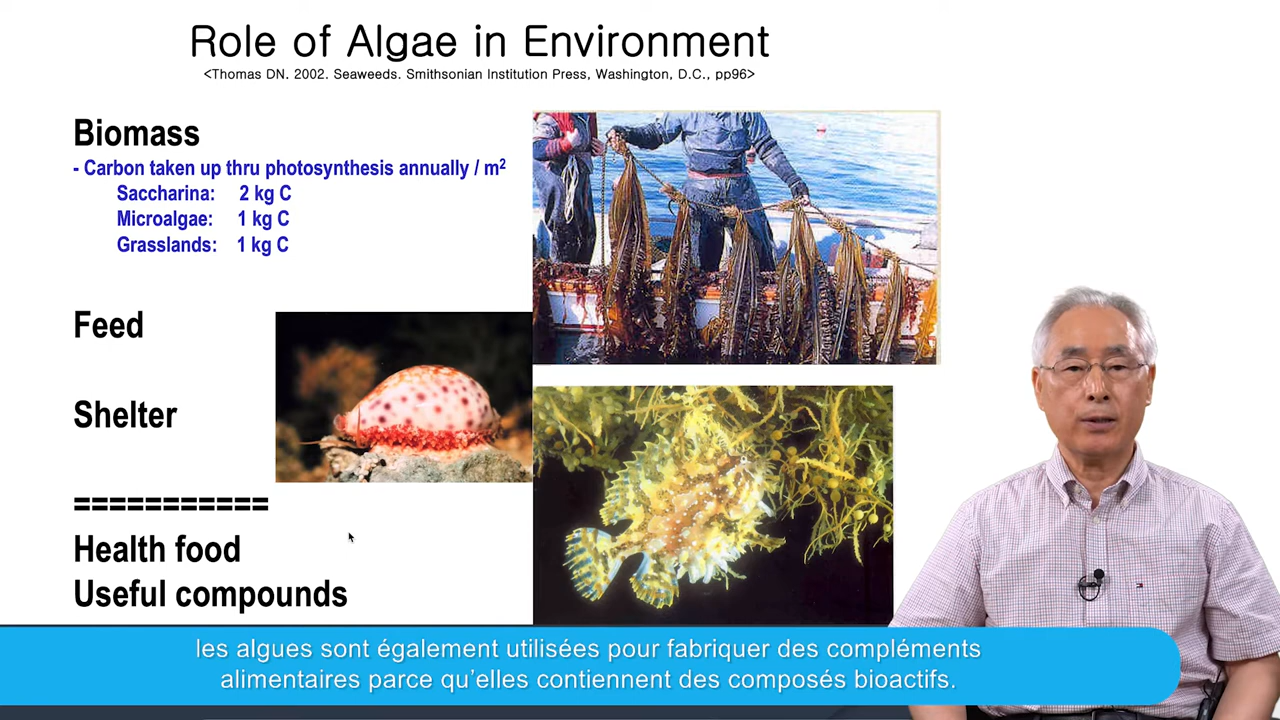 Role of Algae in Environment
<Thomas DN. 2002. Seaweeds. Smithsonian Institution Press, Washington, D.C., pp96>
Biomass
- Carbon taken up thru photosynthesis annually / m²
Saccharina: 2 kg C
Microalgae: 1 kg C
Grasslands: 1 kg C
Feed
Shelter
===========
Health food
Useful compounds
les algues sont également utilisées pour fabriquer des compléments
alimentaires parce qu’elles contiennent des composés bioactifs.